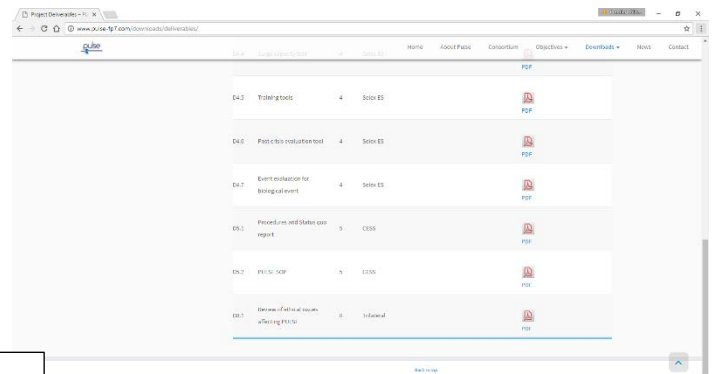 Project Deliverables – P
www.pulse-fp7.com/downloads/deliverables/
pulse
Home About Pulse Consortium Objectives Downloads News Contact
PDF
D4.5 Training tools 4 Selex ES
PDF
D4.6 Post crisis evaluation tool 4 Selex ES
PDF
Event evaluation for
D4.7 biological event 4 Selex ES
PDF
Procedures and Status quo
D5.1 report 5 CESS
PDF
D5.2 PULSE SOP 5 CESS
PDF
Review of ethical issues
D8.1 affecting PULSE 8 Trilateral
PDF
Back to top